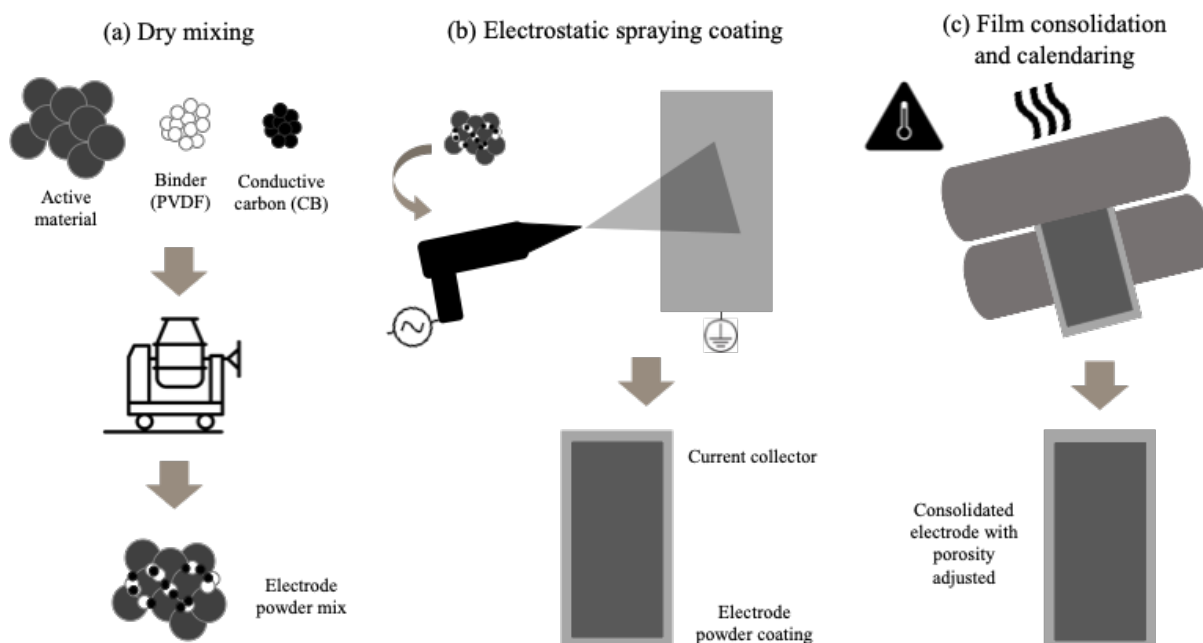 (a) Dry mixing
Active
material
Binder
(PVDF)
Conductive
carbon (CB)
Electrode
powder mix
(b) Electrostatic spraying coating
Current collector
Electrode
powder coating
(c) Film consolidation
and calendaring
Consolidated
electrode with
porosity
adjusted